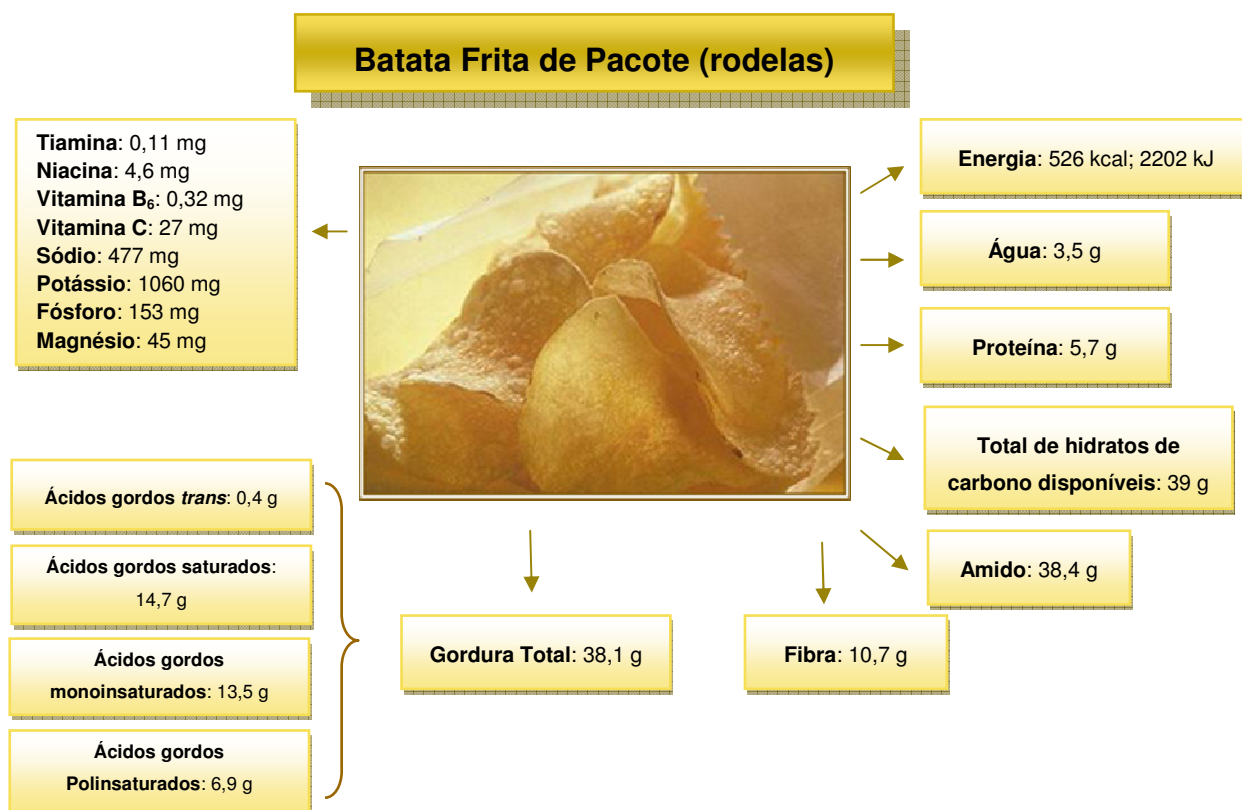 Batata Frita de Pacote (rodelas)
Tiamina: 0,11 mg
Niacina: 4,6 mg
Vitamina B₆: 0,32 mg
Vitamina C: 27 mg
Sódio: 477 mg
Potássio: 1060 mg
Fósforo: 153 mg
Magnésio: 45 mg
Energia: 526 kcal; 2202 kJ
Água: 3,5 g
Proteína: 5,7 g
Total de hidratos de
carbono disponíveis: 39 g
Amido: 38,4 g
Fibra: 10,7 g
Gordura Total: 38,1 g
Ácidos gordos trans: 0,4 g
Ácidos gordos saturados:
14,7 g
Ácidos gordos
monoinsaturados: 13,5 g
Ácidos gordos
Polinsaturados: 6,9 g